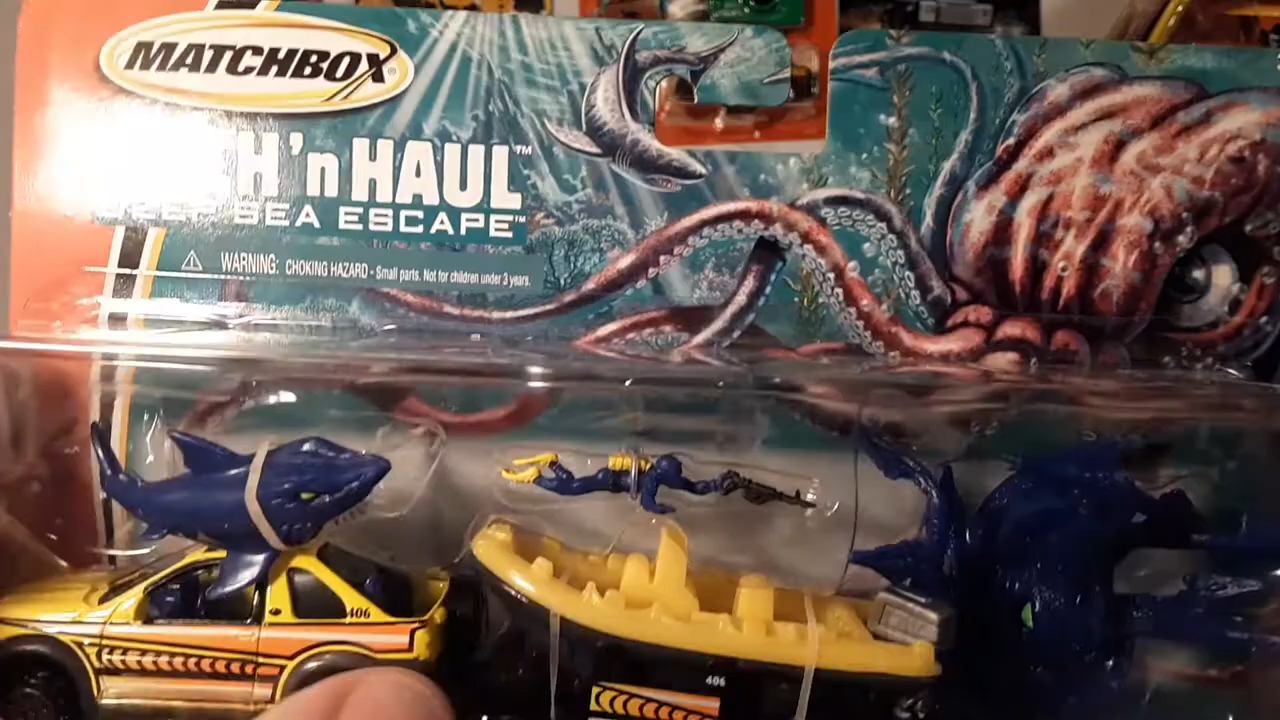 MATCHBOX®
H 'n HAUL™
SEA ESCAPE™
WARNING: CHOKING HAZARD - Small parts. Not for children under 3 years.
406
406